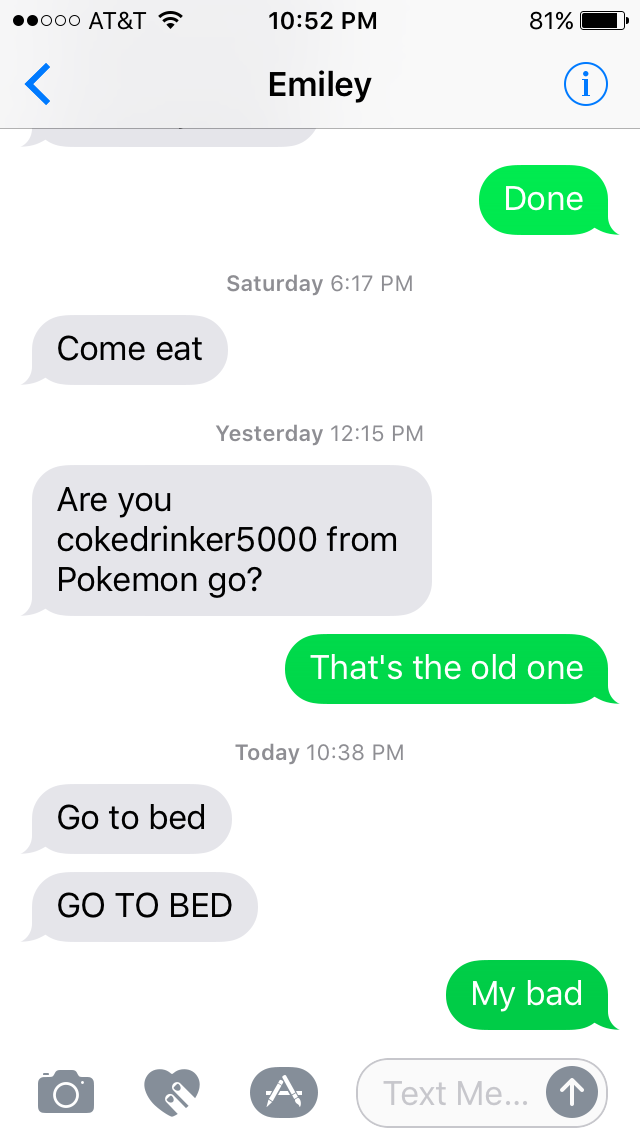 AT&T 10:52 PM 81%
Emiley
Done
Saturday 6:17 PM
Come eat
Yesterday 12:15 PM
Are you
cokedrinker5000 from
Pokemon go?
That's the old one
Today 10:38 PM
Go to bed
GO TO BED
My bad
Text Me...